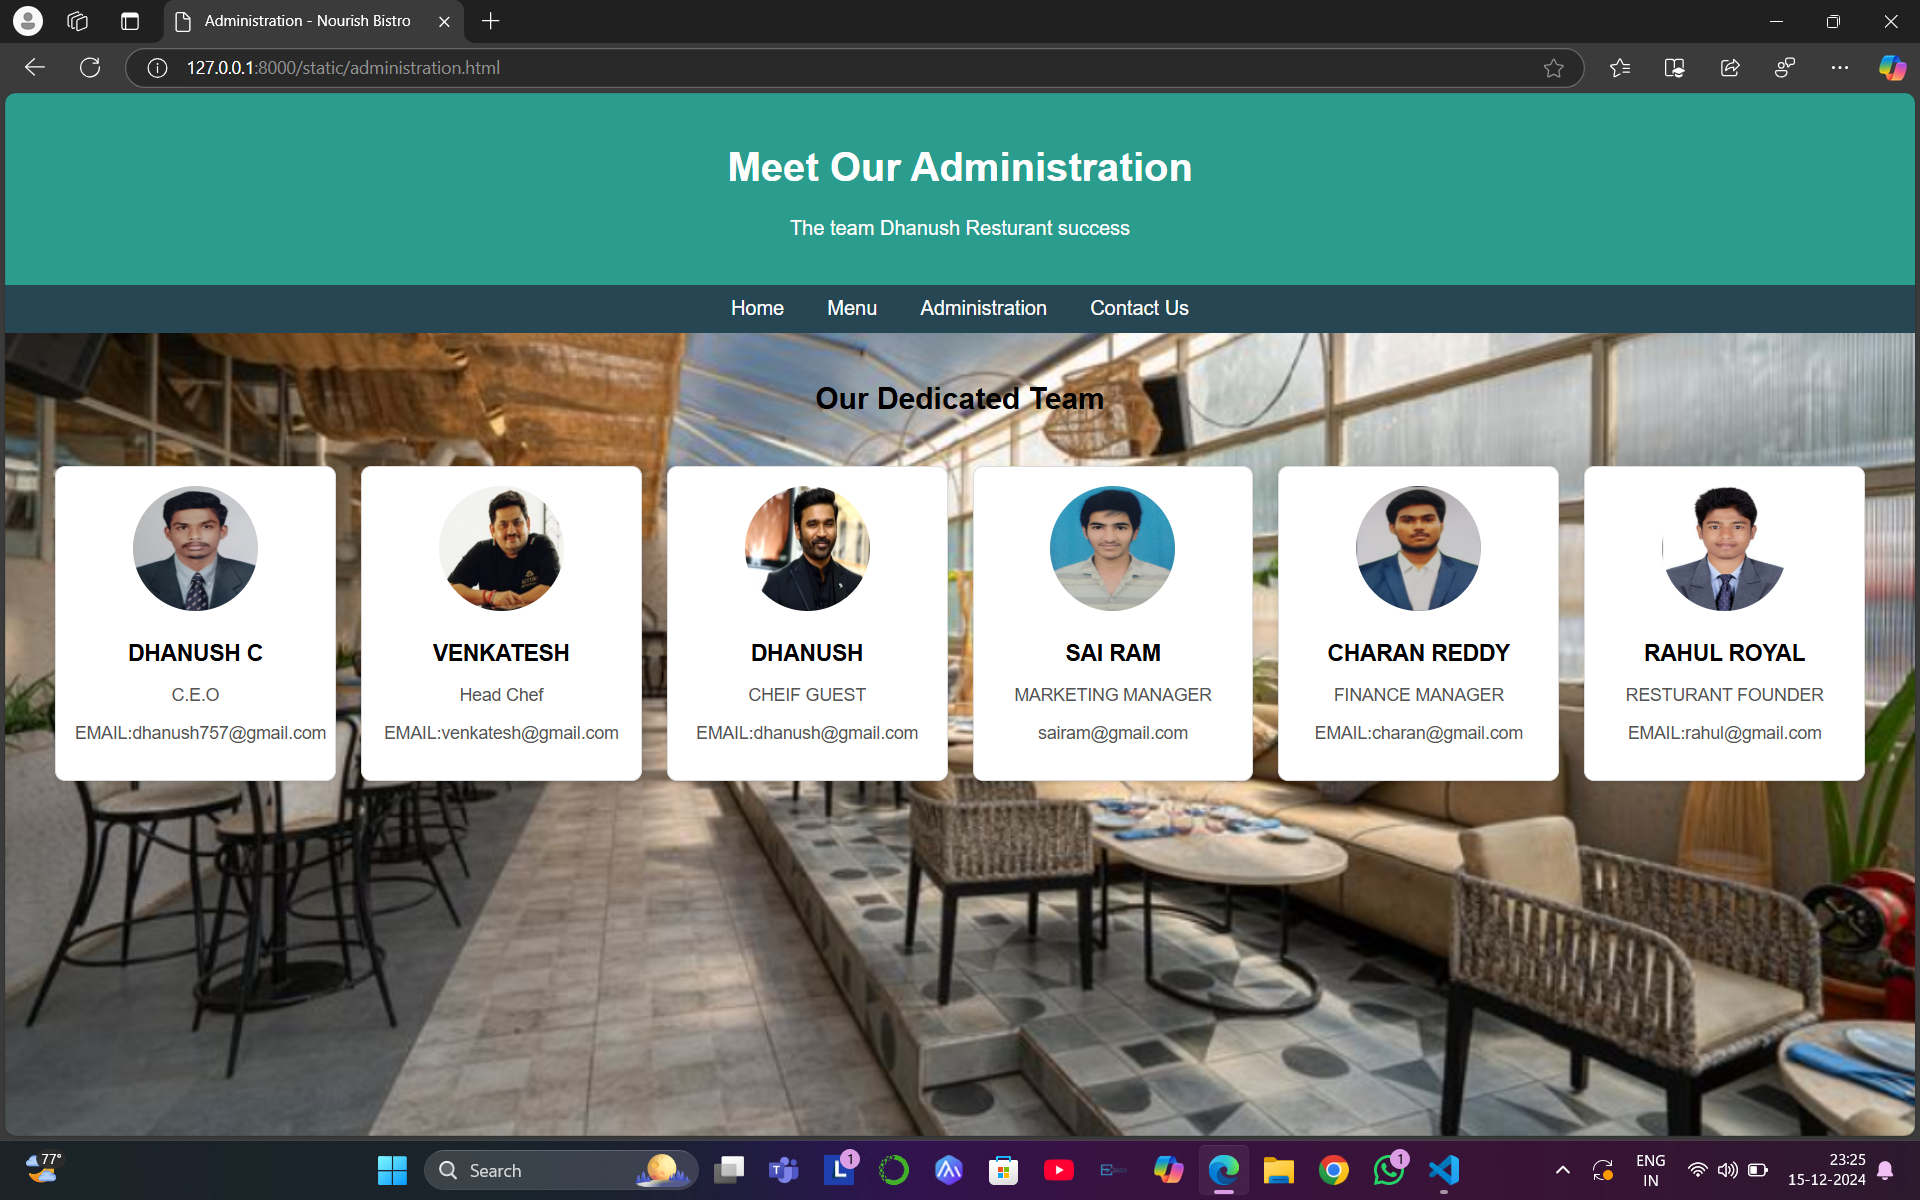 Administration - Nourish Bistro
127.0.0.1:8000/static/administration.html
Meet Our Administration
The team Dhanush Resturant success
Home Menu Administration Contact Us
Our Dedicated Team
DHANUSH C
C.E.O
EMAIL:dhanush757@gmail.com
VENKATESH
Head Chef
EMAIL:venkatesh@gmail.com
DHANUSH
CHEIF GUEST
EMAIL:dhanush@gmail.com
SAI RAM
MARKETING MANAGER
sairam@gmail.com
CHARAN REDDY
FINANCE MANAGER
EMAIL:charan@gmail.com
RAHUL ROYAL
RESTURANT FOUNDER
EMAIL:rahul@gmail.com
77°
Search
1
1
ENG
IN
23:25
15-12-2024